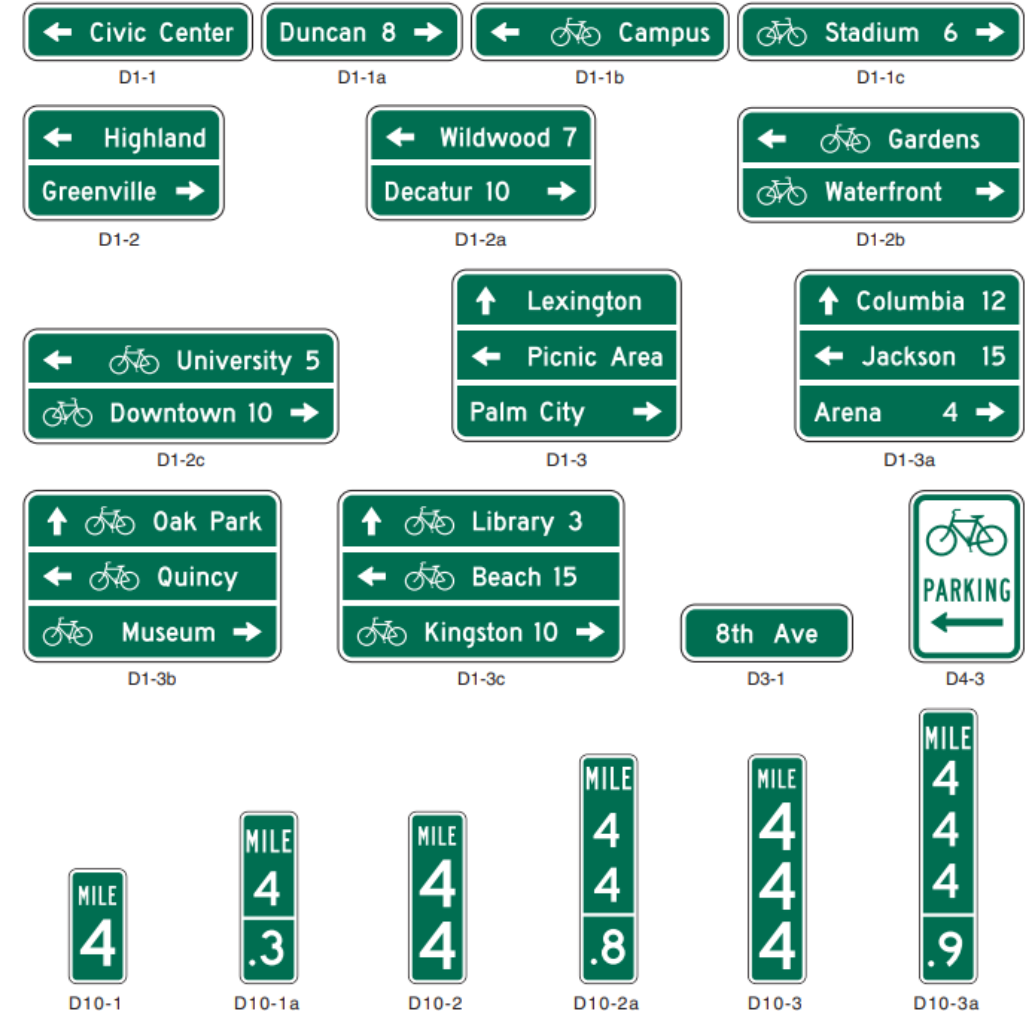 Civic Center
Duncan 8
Campus
Stadium 6
D1-1
D1-1a
D1-1b
D1-1c
Highland
Greenville
D1-2
Wildwood 7
Decatur 10
D1-2a
Gardens
Waterfront
D1-2b
University 5
Downtown 10
D1-2c
Lexington
Picnic Area
Palm City
D1-3
Columbia 12
Jackson 15
Arena 4
D1-3a
Oak Park
Quincy
Museum
D1-3b
Library 3
Beach 15
Kingston 10
D1-3c
8th Ave
D3-1
PARKING
D4-3
MILE
4
D10-1
MILE
4
.3
D10-1a
MILE
4
4
D10-2
MILE
4
4
.8
D10-2a
MILE
4
4
4
D10-3
MILE
4
4
4
.9
D10-3a